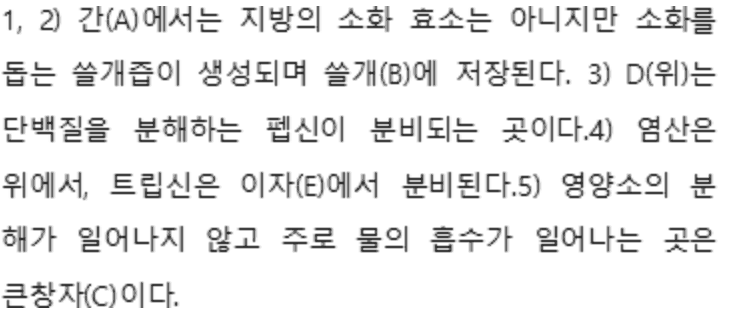 1, 2) 간(A)에서는 지방의 소화 효소는 아니지만 소화를
돕는 쓸개즙이 생성되며 쓸개(B)에 저장된다. 3) D(위)는
단백질을 분해하는 펩신이 분비되는 곳이다.4) 염산은
위에서, 트립신은 이자(E)에서 분비된다.5) 영양소의 분
해가 일어나지 않고 주로 물의 흡수가 일어나는 곳은
큰창자(C)이다.